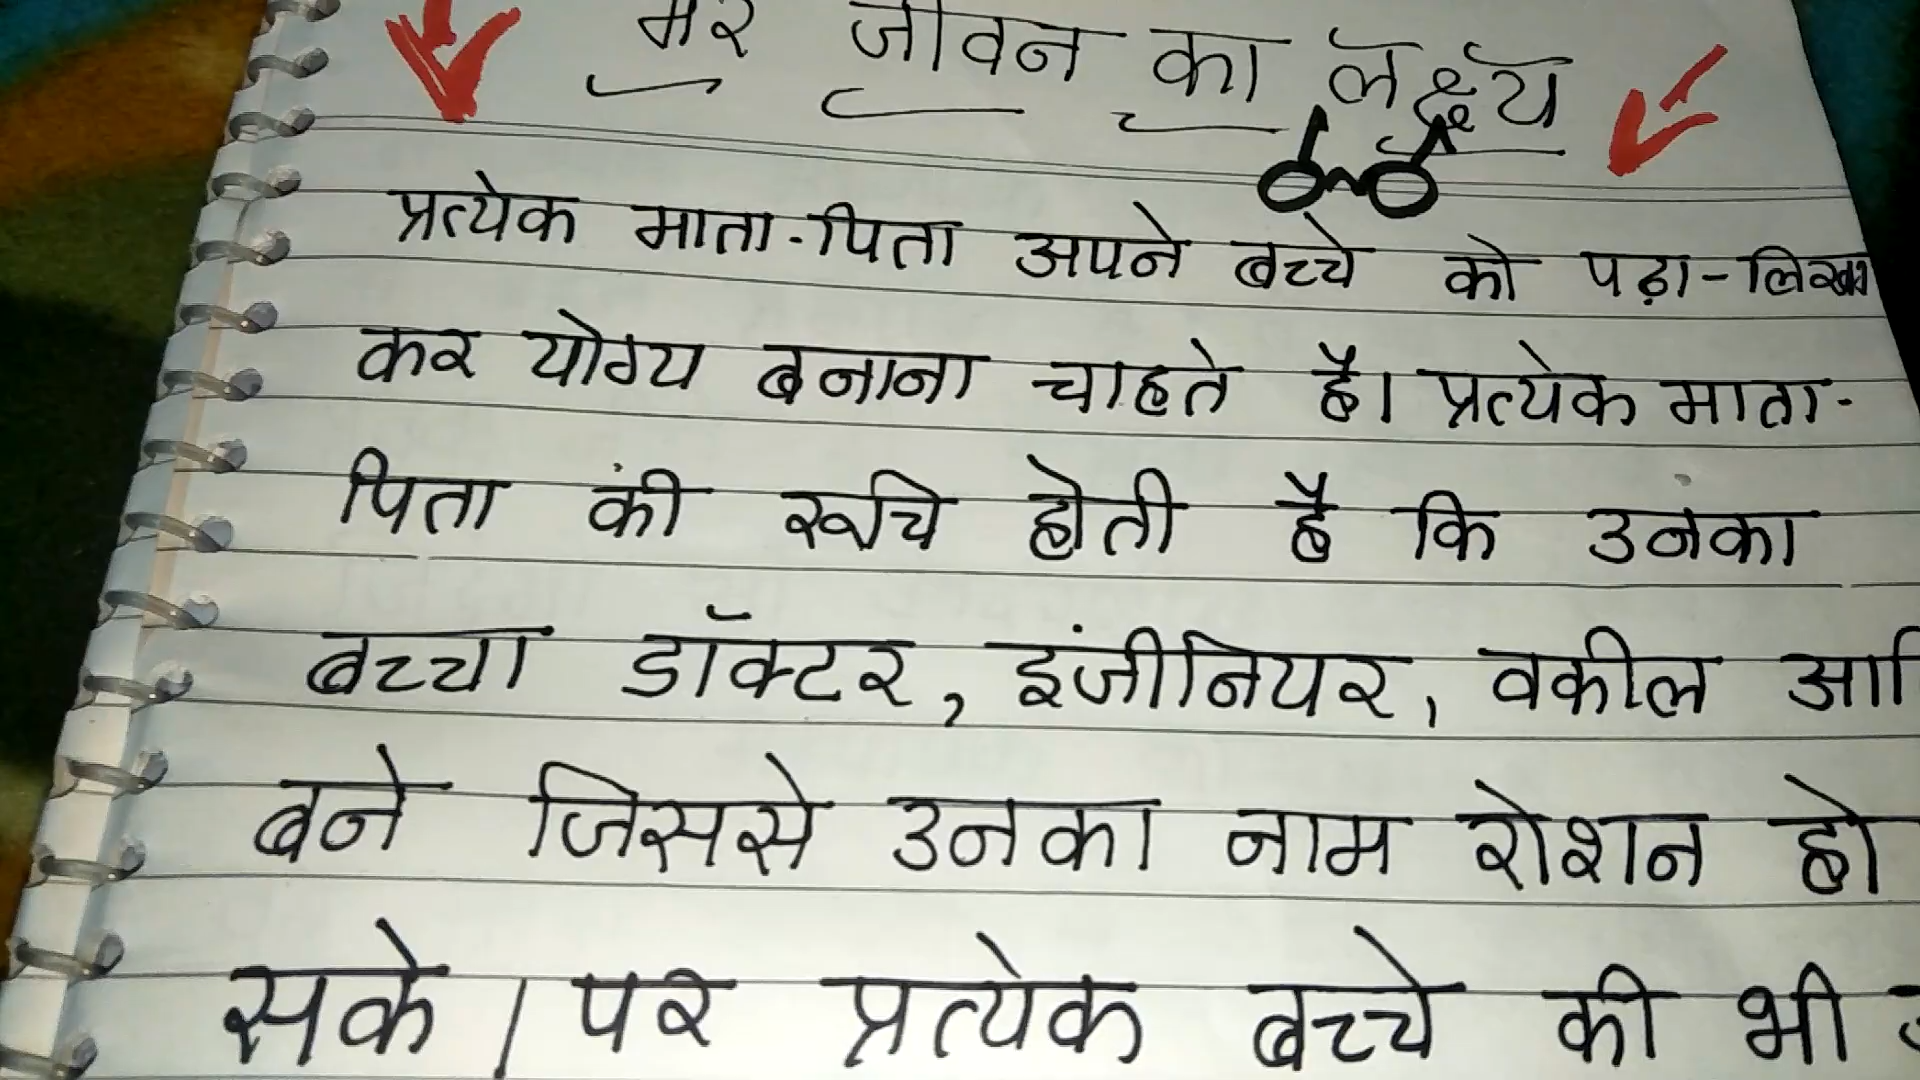 मेरे जीवन का लक्ष्य
प्रत्येक माता-पिता अपने बच्चे को पढ़ा-लिखा
कर योग्य बनाना चाहते है। प्रत्येक माता-
पिता की रूचि होती है कि उनका
बच्चा डॉक्टर, इंजीनियर, वकील
बने जिससे उनका नाम रोशन हो
सके। पर प्रत्येक बच्चे की भी